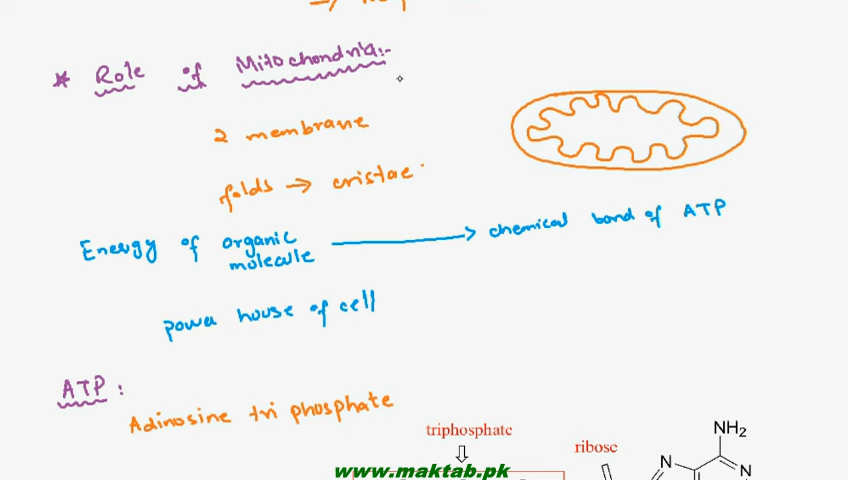 * Role of Mitochondria:-
2 membrane
folds → cristae
Energy of organic molecule → chemical bond of ATP
power house of cell
ATP :
Adinosine tri phosphate
triphosphate
ribose
NH2
N
N
www.maktab.pk